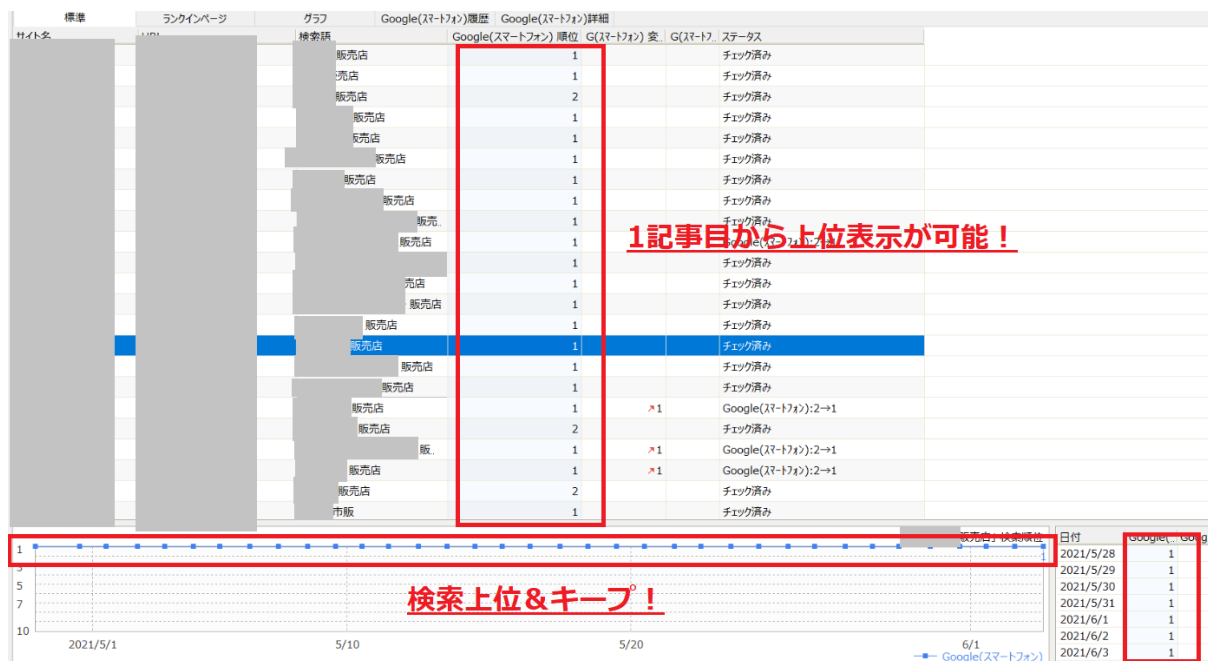 標準 ランクインページ グラフ Google(スマートフォン)履歴 Google(スマートフォン)詳細
サイト名 URL 検索語 Google(スマートフォン) 順位 G(スマートフォン) 変.. G(スマートフ.. ステータス
販売店 1 チェック済み
売店 1 チェック済み
販売店 2 チェック済み
販売店 1 チェック済み
販売店 1 チェック済み
販売店 1 チェック済み
販売店 1 チェック済み
販売店 1 チェック済み
販売.. 1 チェック済み
1記事目から上位表示が可能！
販売店 1 Google(スマートフォン):2→1
1 チェック済み
売店 1 チェック済み
販売店 1 チェック済み
販売店 1 チェック済み
販売店 1 チェック済み
販売店 1 チェック済み
販売店 1 チェック済み
販売店 1 ↗1 Google(スマートフォン):2→1
販売店 2 チェック済み
販.. 1 ↗1 Google(スマートフォン):2→1
販売店 1 ↗1 Google(スマートフォン):2→1
販売店 2 チェック済み
市販 1 チェック済み
販売店」検索順位
1
1
3
5
7
10
検索上位＆キープ！
2021/5/1 5/10 5/20 6/1
Google(スマートフォン)
日付 Google(.. Goog
2021/5/28 1
2021/5/29 1
2021/5/30 1
2021/5/31 1
2021/6/1 1
2021/6/2 1
2021/6/3 1